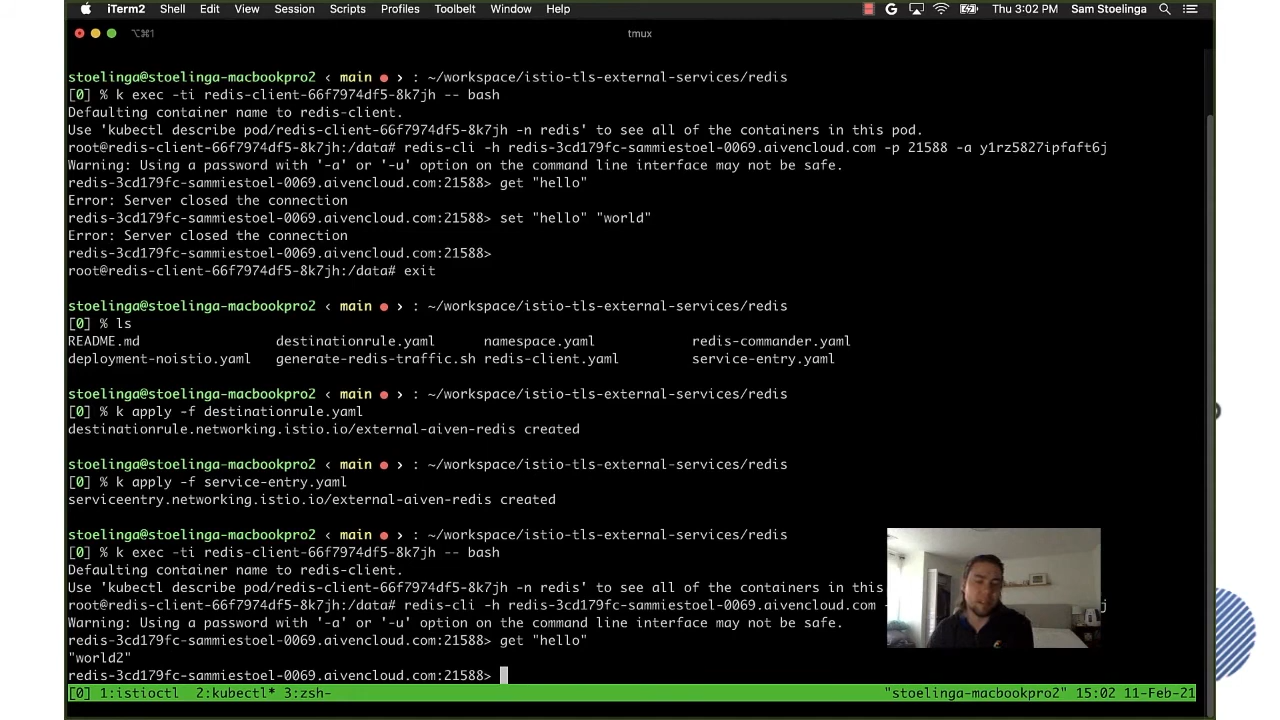 iTerm2 Shell Edit View Session Scripts Profiles Toolbelt Window Help Thu 3:02 PM Sam Stoelinga
⌥⌘1 tmux
stoelinga@stoelinga-macbookpro2 ‹ main ● › : ~/workspace/istio-tls-external-services/redis
[0] % k exec -ti redis-client-66f7974df5-8k7jh -- bash
Defaulting container name to redis-client.
Use 'kubectl describe pod/redis-client-66f7974df5-8k7jh -n redis' to see all of the containers in this pod.
root@redis-client-66f7974df5-8k7jh:/data# redis-cli -h redis-3cd179fc-sammiestoel-0069.aivencloud.com -p 21588 -a y1rz5827ipfaft6j
Warning: Using a password with '-a' or '-u' option on the command line interface may not be safe.
redis-3cd179fc-sammiestoel-0069.aivencloud.com:21588> get "hello"
Error: Server closed the connection
redis-3cd179fc-sammiestoel-0069.aivencloud.com:21588> set "hello" "world"
Error: Server closed the connection
redis-3cd179fc-sammiestoel-0069.aivencloud.com:21588>
root@redis-client-66f7974df5-8k7jh:/data# exit
stoelinga@stoelinga-macbookpro2 ‹ main ● › : ~/workspace/istio-tls-external-services/redis
[0] % ls
README.md destinationrule.yaml namespace.yaml redis-commander.yaml
deployment-noistio.yaml generate-redis-traffic.sh redis-client.yaml service-entry.yaml
stoelinga@stoelinga-macbookpro2 ‹ main ● › : ~/workspace/istio-tls-external-services/redis
[0] % k apply -f destinationrule.yaml
destinationrule.networking.istio.io/external-aiven-redis created
stoelinga@stoelinga-macbookpro2 ‹ main ● › : ~/workspace/istio-tls-external-services/redis
[0] % k apply -f service-entry.yaml
serviceentry.networking.istio.io/external-aiven-redis created
stoelinga@stoelinga-macbookpro2 ‹ main ● › : ~/workspace/istio-tls-external-services/redis
[0] % k exec -ti redis-client-66f7974df5-8k7jh -- bash
Defaulting container name to redis-client.
Use 'kubectl describe pod/redis-client-66f7974df5-8k7jh -n redis' to see all of the containers in this
root@redis-client-66f7974df5-8k7jh:/data# redis-cli -h redis-3cd179fc-sammiestoel-0069.aivencloud.com - j
Warning: Using a password with '-a' or '-u' option on the command line interface may not be safe.
redis-3cd179fc-sammiestoel-0069.aivencloud.com:21588> get "hello"
"world2"
redis-3cd179fc-sammiestoel-0069.aivencloud.com:21588>
[0] 1:istioctl 2:kubectl* 3:zsh- "stoelinga-macbookpro2" 15:02 11-Feb-21